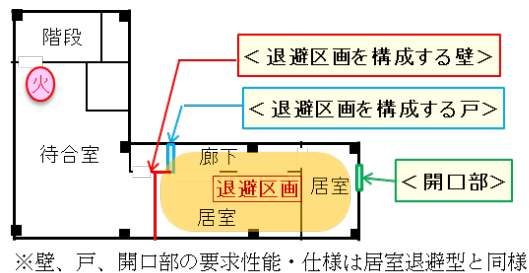 階段
火
＜退避区画を構成する壁＞
＜退避区画を構成する戸＞
待合室
廊下
退避区画
居室
＜開口部＞
居室
※壁、戸、開口部の要求性能・仕様は居室退避型と同様